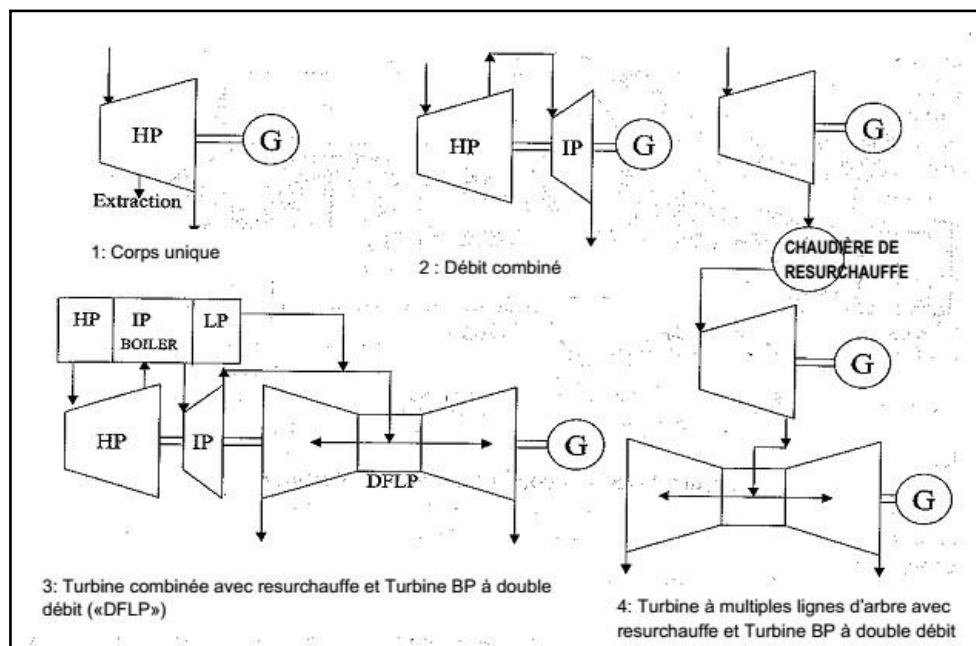 HP
G
Extraction
1: Corps unique
HP
IP
G
2 : Débit combiné
G
CHAUDIÈRE DE
RESURCHAUFFE
G
HP
IP
LP
BOILER
HP
IP
DFLP
G
3: Turbine combinée avec resurchauffe et Turbine BP à double
débit («DFLP»)
G
4: Turbine à multiples lignes d'arbre avec
resurchauffe et Turbine BP à double débit